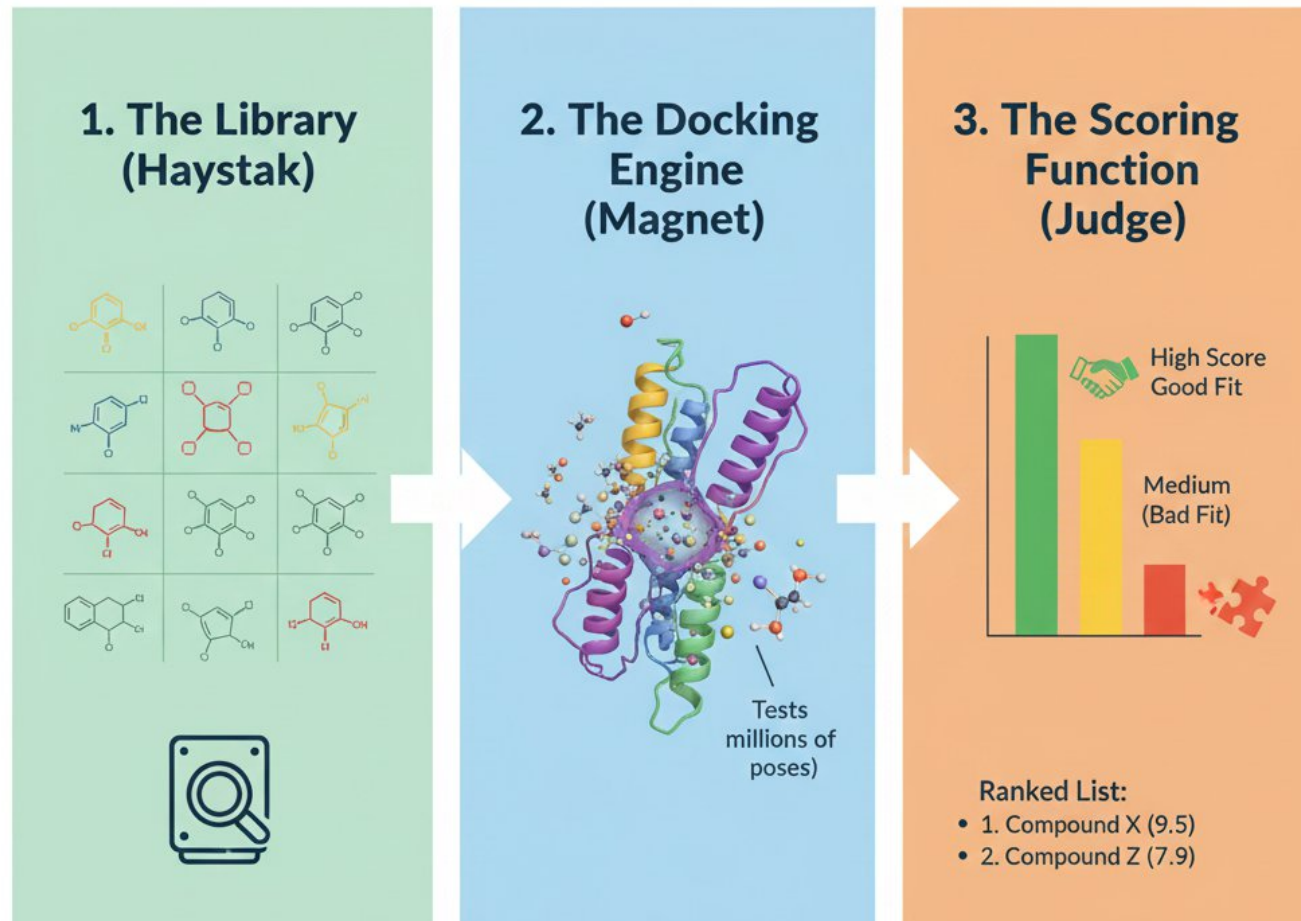 1. The Library
(Haystak)
2. The Docking
Engine
(Magnet)
Tests
millions of
poses)
3. The Scoring
Function
(Judge)
High Score
Good Fit
Medium
(Bad Fit)
Ranked List:
• 1. Compound X (9.5)
• 2. Compound Z (7.9)